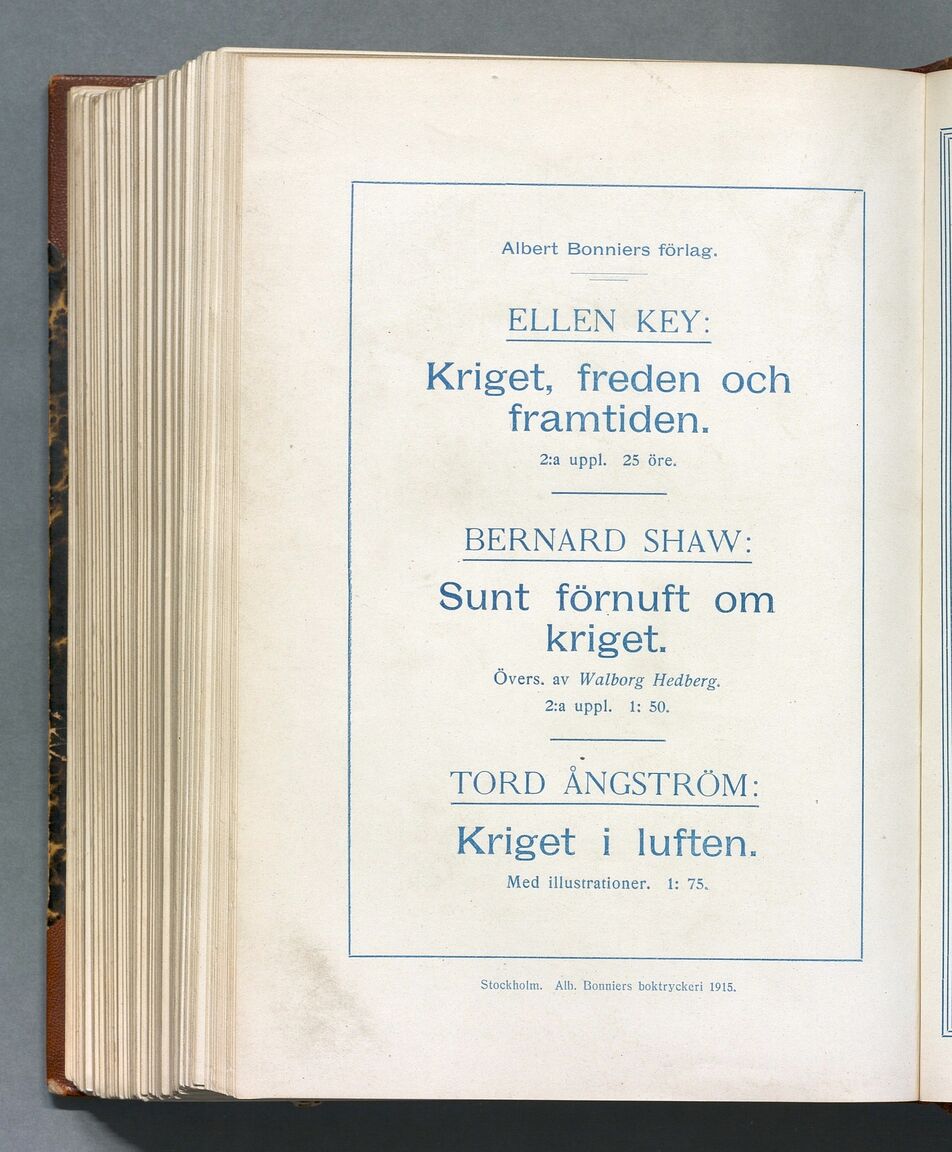 Albert Bonniers förlag.
ELLEN KEY:
Kriget, freden och
framtiden.
2:a uppl. 25 öre.
BERNARD SHAW:
Sunt förnuft om
kriget.
Övers. av Walborg Hedberg.
2:a uppl. 1: 50.
TORD ÅNGSTRÖM:
Kriget i luften.
Med illustrationer. 1: 75.
Stockholm. Alb. Bonniers boktryckeri 1915.